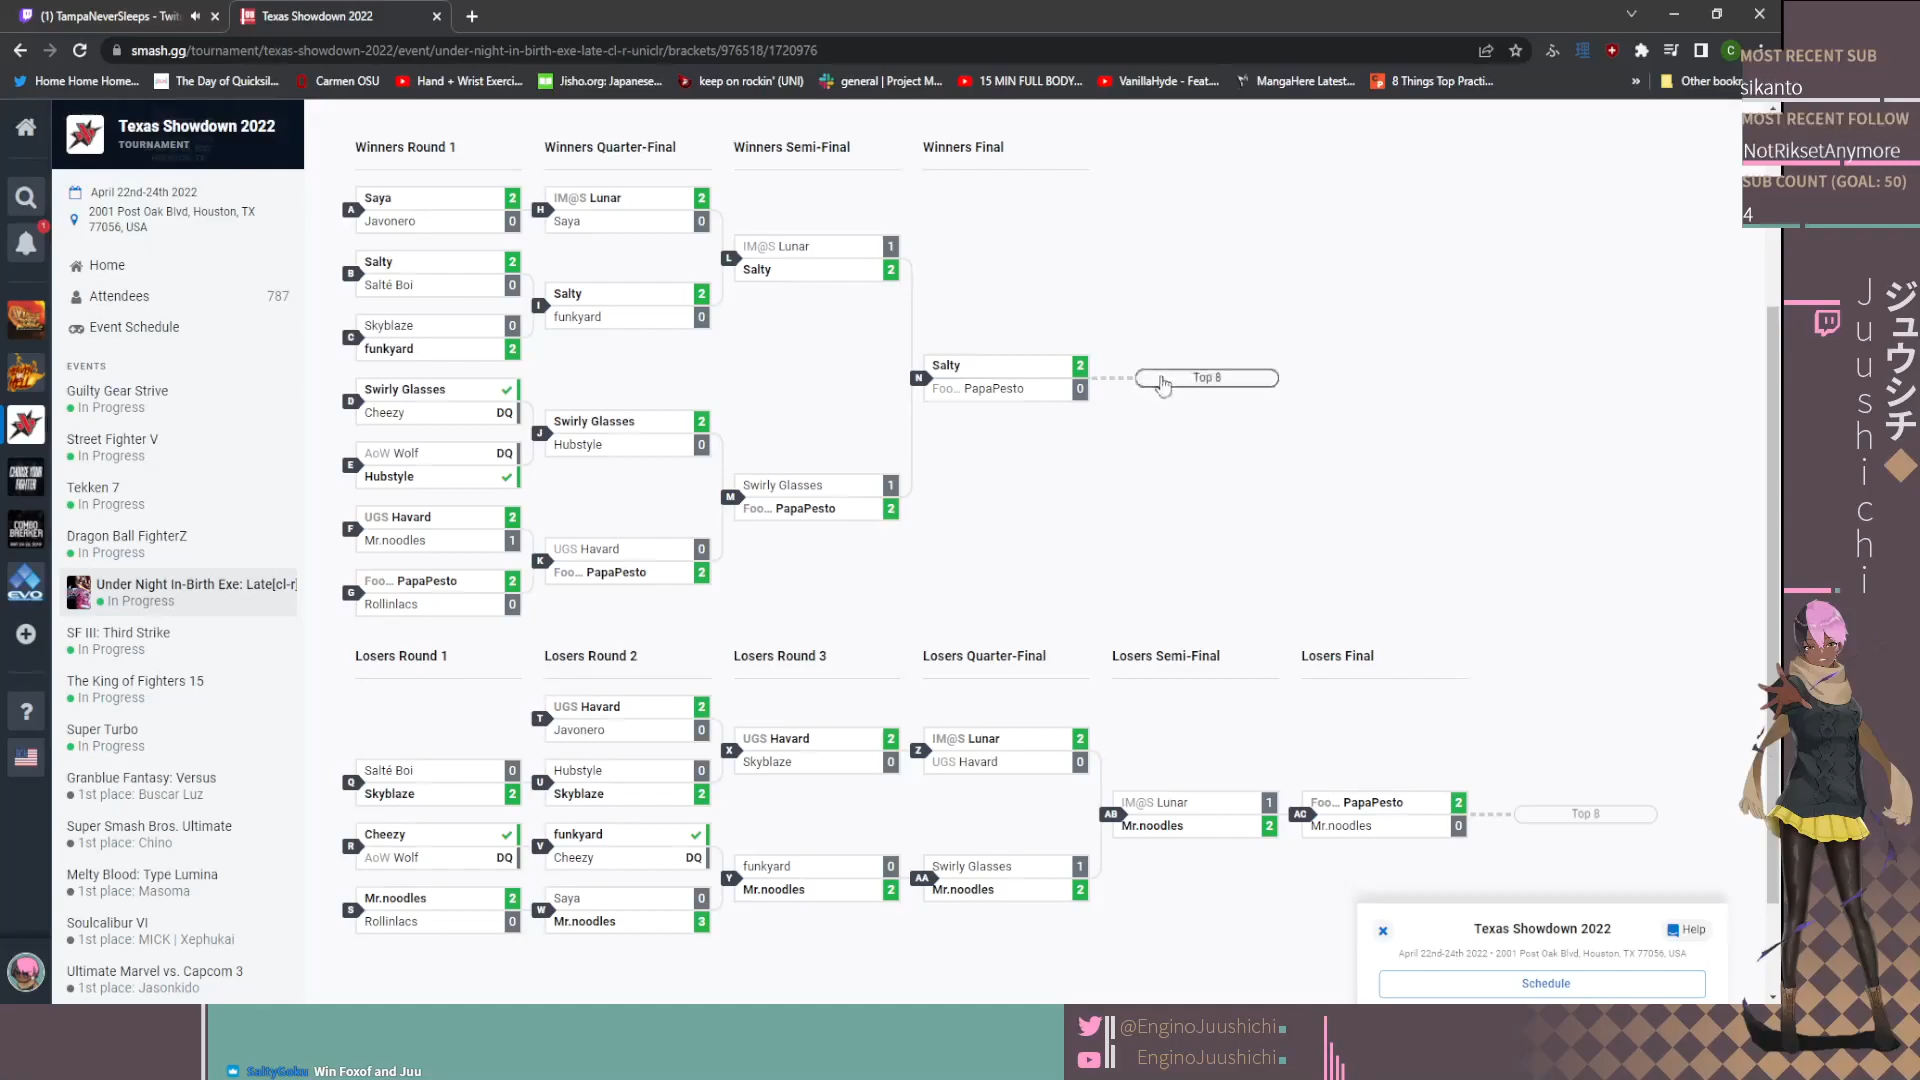 (1) TampaNeverSleeps - Twit
Texas Showdown 2022
smash.gg/tournament/texas-showdown-2022/event/under-night-in-birth-exe-late-cl-r-uniclr/brackets/976518/1720976
Home Home Home...
The Day of Quicksil...
Carmen OSU
Hand + Wrist Exerci...
Jisho.org: Japanese...
keep on rockin' (UNI)
general | Project M...
15 MIN FULL BODY...
VanillaHyde - Feat...
MangaHere Latest...
8 Things Top Practi...
»
Other bookr
Texas Showdown 2022
TOURNAMENT
April 22nd-24th 2022
2001 Post Oak Blvd, Houston, TX
77056, USA
Home
Attendees 787
Event Schedule
EVENTS
Guilty Gear Strive
In Progress
Street Fighter V
In Progress
Tekken 7
In Progress
Dragon Ball FighterZ
In Progress
Under Night In-Birth Exe: Late[cl-r]
In Progress
SF III: Third Strike
In Progress
The King of Fighters 15
In Progress
Super Turbo
In Progress
Granblue Fantasy: Versus
1st place: Buscar Luz
Super Smash Bros. Ultimate
1st place: Chino
Melty Blood: Type Lumina
1st place: Masoma
Soulcalibur VI
1st place: MICK | Xephukai
Ultimate Marvel vs. Capcom 3
1st place: Jasonkido
CHOOSE YOUR FIGHTER
COMBO BREAKER
EVO
?
1
Winners Round 1
A
Saya 2
Javonero 0
B
Salty 2
Salté Boi 0
C
Skyblaze 0
funkyard 2
D
Swirly Glasses ✓
Cheezy DQ
E
AoW Wolf DQ
Hubstyle ✓
F
UGS Havard 2
Mr.noodles 1
G
Foo... PapaPesto 2
Rollinlacs 0
Winners Quarter-Final
H
IM@S Lunar 2
Saya 0
I
Salty 2
funkyard 0
J
Swirly Glasses 2
Hubstyle 0
K
UGS Havard 0
Foo... PapaPesto 2
Winners Semi-Final
L
IM@S Lunar 1
Salty 2
M
Swirly Glasses 1
Foo... PapaPesto 2
Winners Final
N
Salty 2
Foo... PapaPesto 0
Top 8
Losers Round 1
Q
Salté Boi 0
Skyblaze 2
R
Cheezy ✓
AoW Wolf DQ
S
Mr.noodles 2
Rollinlacs 0
Losers Round 2
T
UGS Havard 2
Javonero 0
U
Hubstyle 0
Skyblaze 2
V
funkyard ✓
Cheezy DQ
W
Saya 0
Mr.noodles 3
Losers Round 3
X
UGS Havard 2
Skyblaze 0
Y
funkyard 0
Mr.noodles 2
Losers Quarter-Final
Z
IM@S Lunar 2
UGS Havard 0
AA
Swirly Glasses 1
Mr.noodles 2
Losers Semi-Final
AB
IM@S Lunar 1
Mr.noodles 2
Losers Final
AC
Foo... PapaPesto 2
Mr.noodles 0
Top 8
Texas Showdown 2022
Help
April 22nd-24th 2022 • 2001 Post Oak Blvd, Houston, TX 77056, USA
Schedule
MOST RECENT SUB
sikanto
MOST RECENT FOLLOW
NotRiksetAnymore
SUB COUNT (GOAL: 50)
4
Juushichi
ジュウシチ
@EnginoJuushichi
EnginoJuushichi
SaltyGoku Win Foxof and Juu